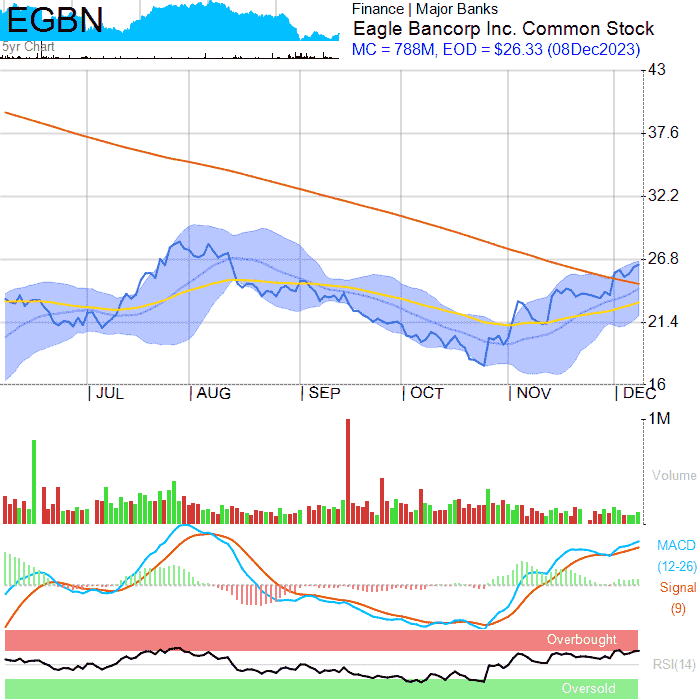 EGBN
5yr Chart
Finance | Major Banks
Eagle Bancorp Inc. Common Stock
MC = 788M, EOD = $26.33 (08Dec2023)
43
37.6
32.2
26.8
21.4
16
JUL
AUG
SEP
OCT
NOV
DEC
1M
Volume
MACD
(12-26)
Signal
(9)
Overbought
RSI(14)
Oversold